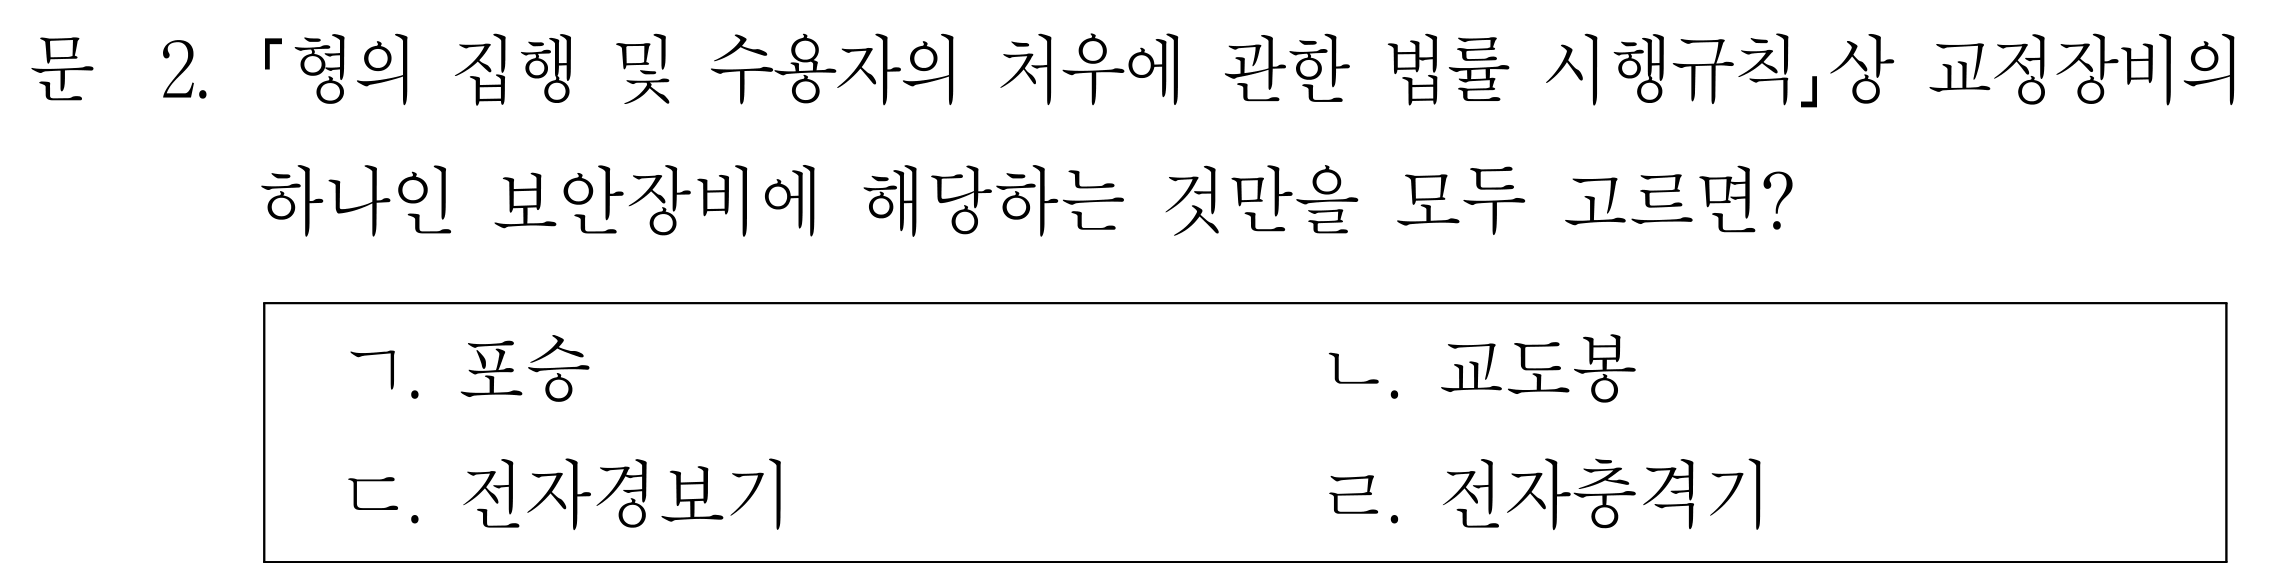 문 2. ｢형의 집행 및 수용자의 처우에 관한 법률 시행규칙｣상 교정장비의
하나인 보안장비에 해당하는 것만을 모두 고르면?
ㄱ. 포승 ㄴ. 교도봉
ㄷ. 전자경보기 ㄹ. 전자충격기